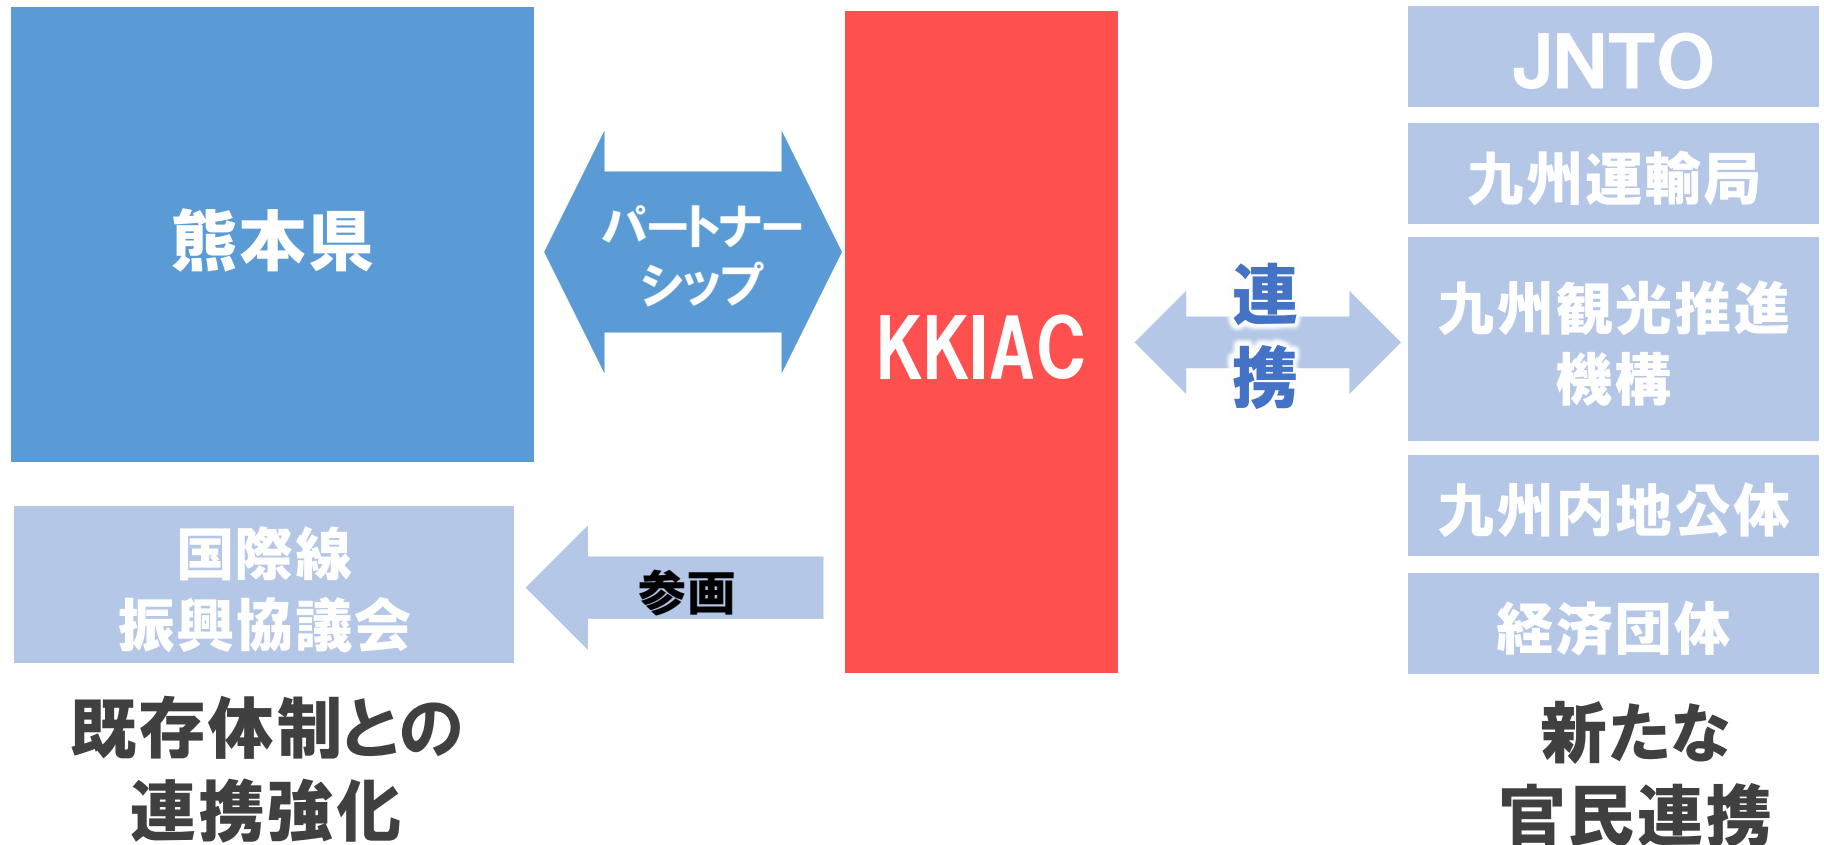 熊本県
パートナー
シップ
KKIAC
連
携
JNTO
九州運輸局
九州観光推進
機構
九州内地公体
経済団体
国際線
振興協議会
参画
既存体制との
連携強化
新たな
官民連携